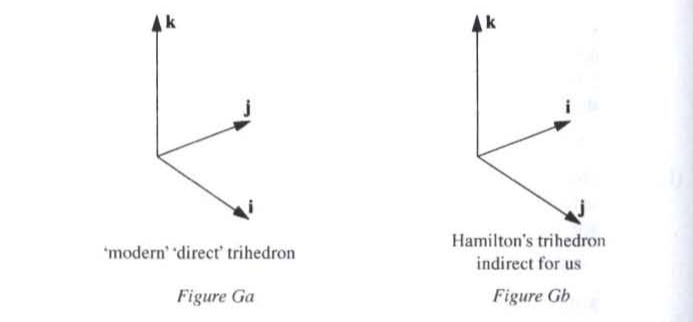 k
j
i
'modern' 'direct' trihedron
Figure Ga
k
i
j
Hamilton's trihedron
indirect for us
Figure Gb